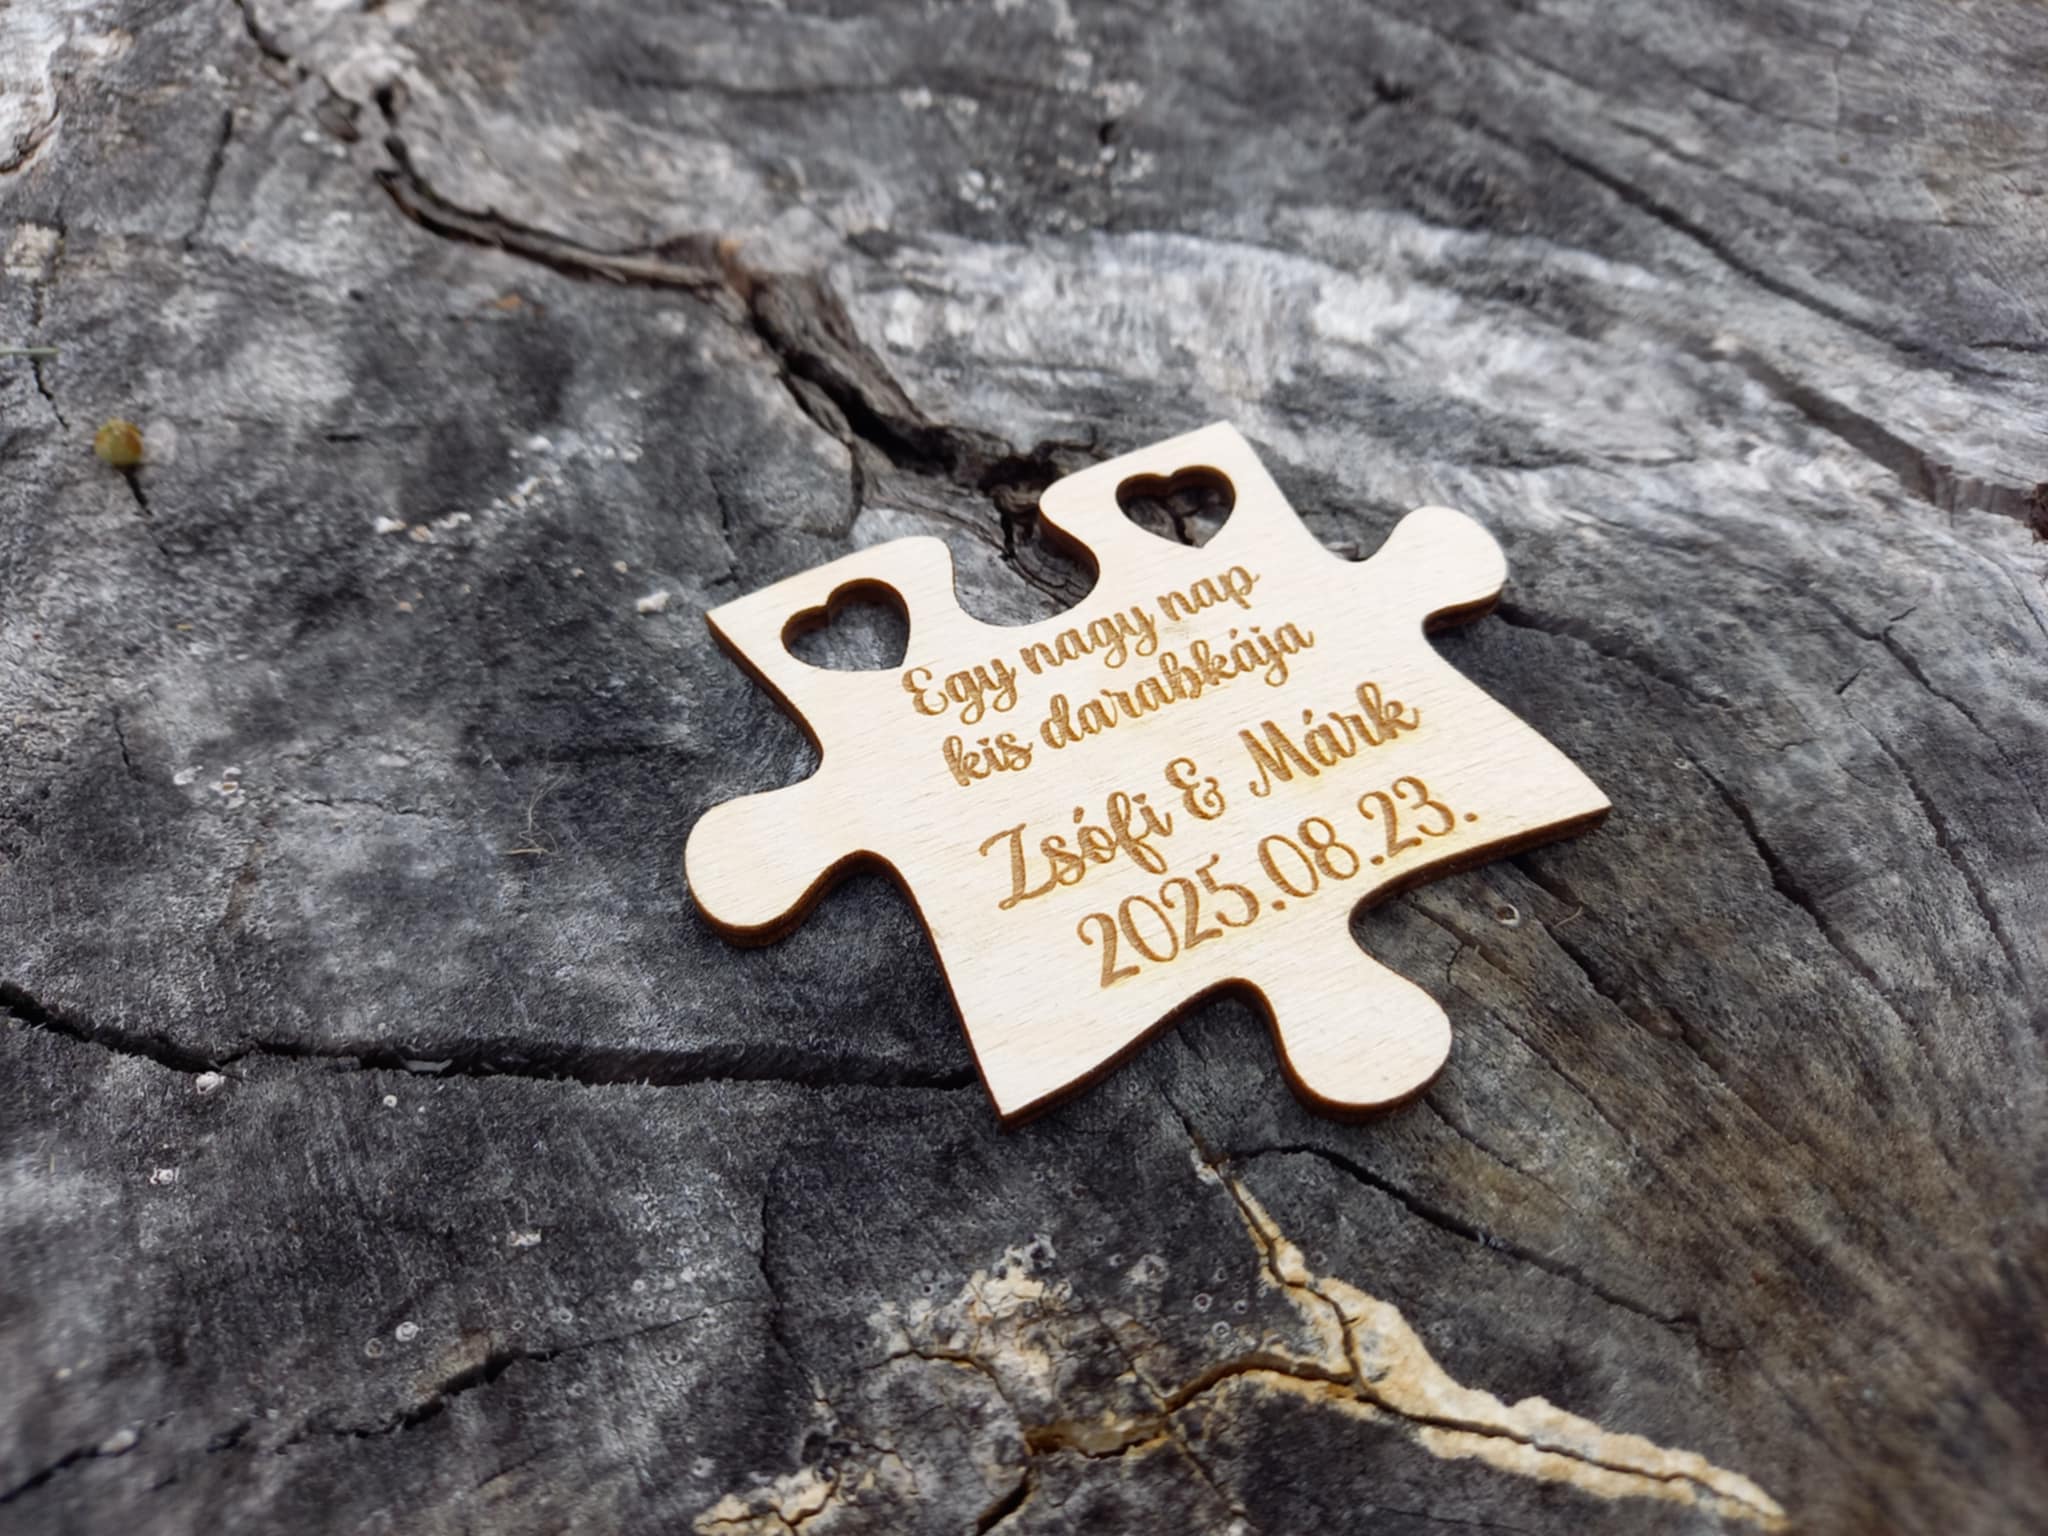 Egy nagy nap
kis darabkája
Zsófi & Márk
2025.08.23.